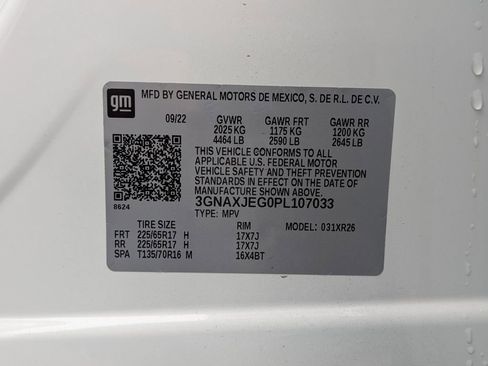 gm
MFD BY GENERAL MOTORS DE MEXICO, S. DE R.L. DE C.V.
09/22 GVWR GAWR FRT GAWR RR
2025 KG 1175 KG 1200 KG
4464 LB 2590 LB 2645 LB
THIS VEHICLE CONFORMS TO ALL
APPLICABLE U.S. FEDERAL MOTOR
VEHICLE SAFETY AND THEFT
PREVENTION STANDARDS IN EFFECT ON
THE DATE OF MANUFACTURE SHOWN ABOVE.
8624
3GNAXJEG0PL107033
TYPE: MPV
TIRE SIZE RIM MODEL: 031XR26
FRT 225/65R17 H 17X7J
RR 225/65R17 H 17X7J
SPA T135/70R16 M 16X4BT